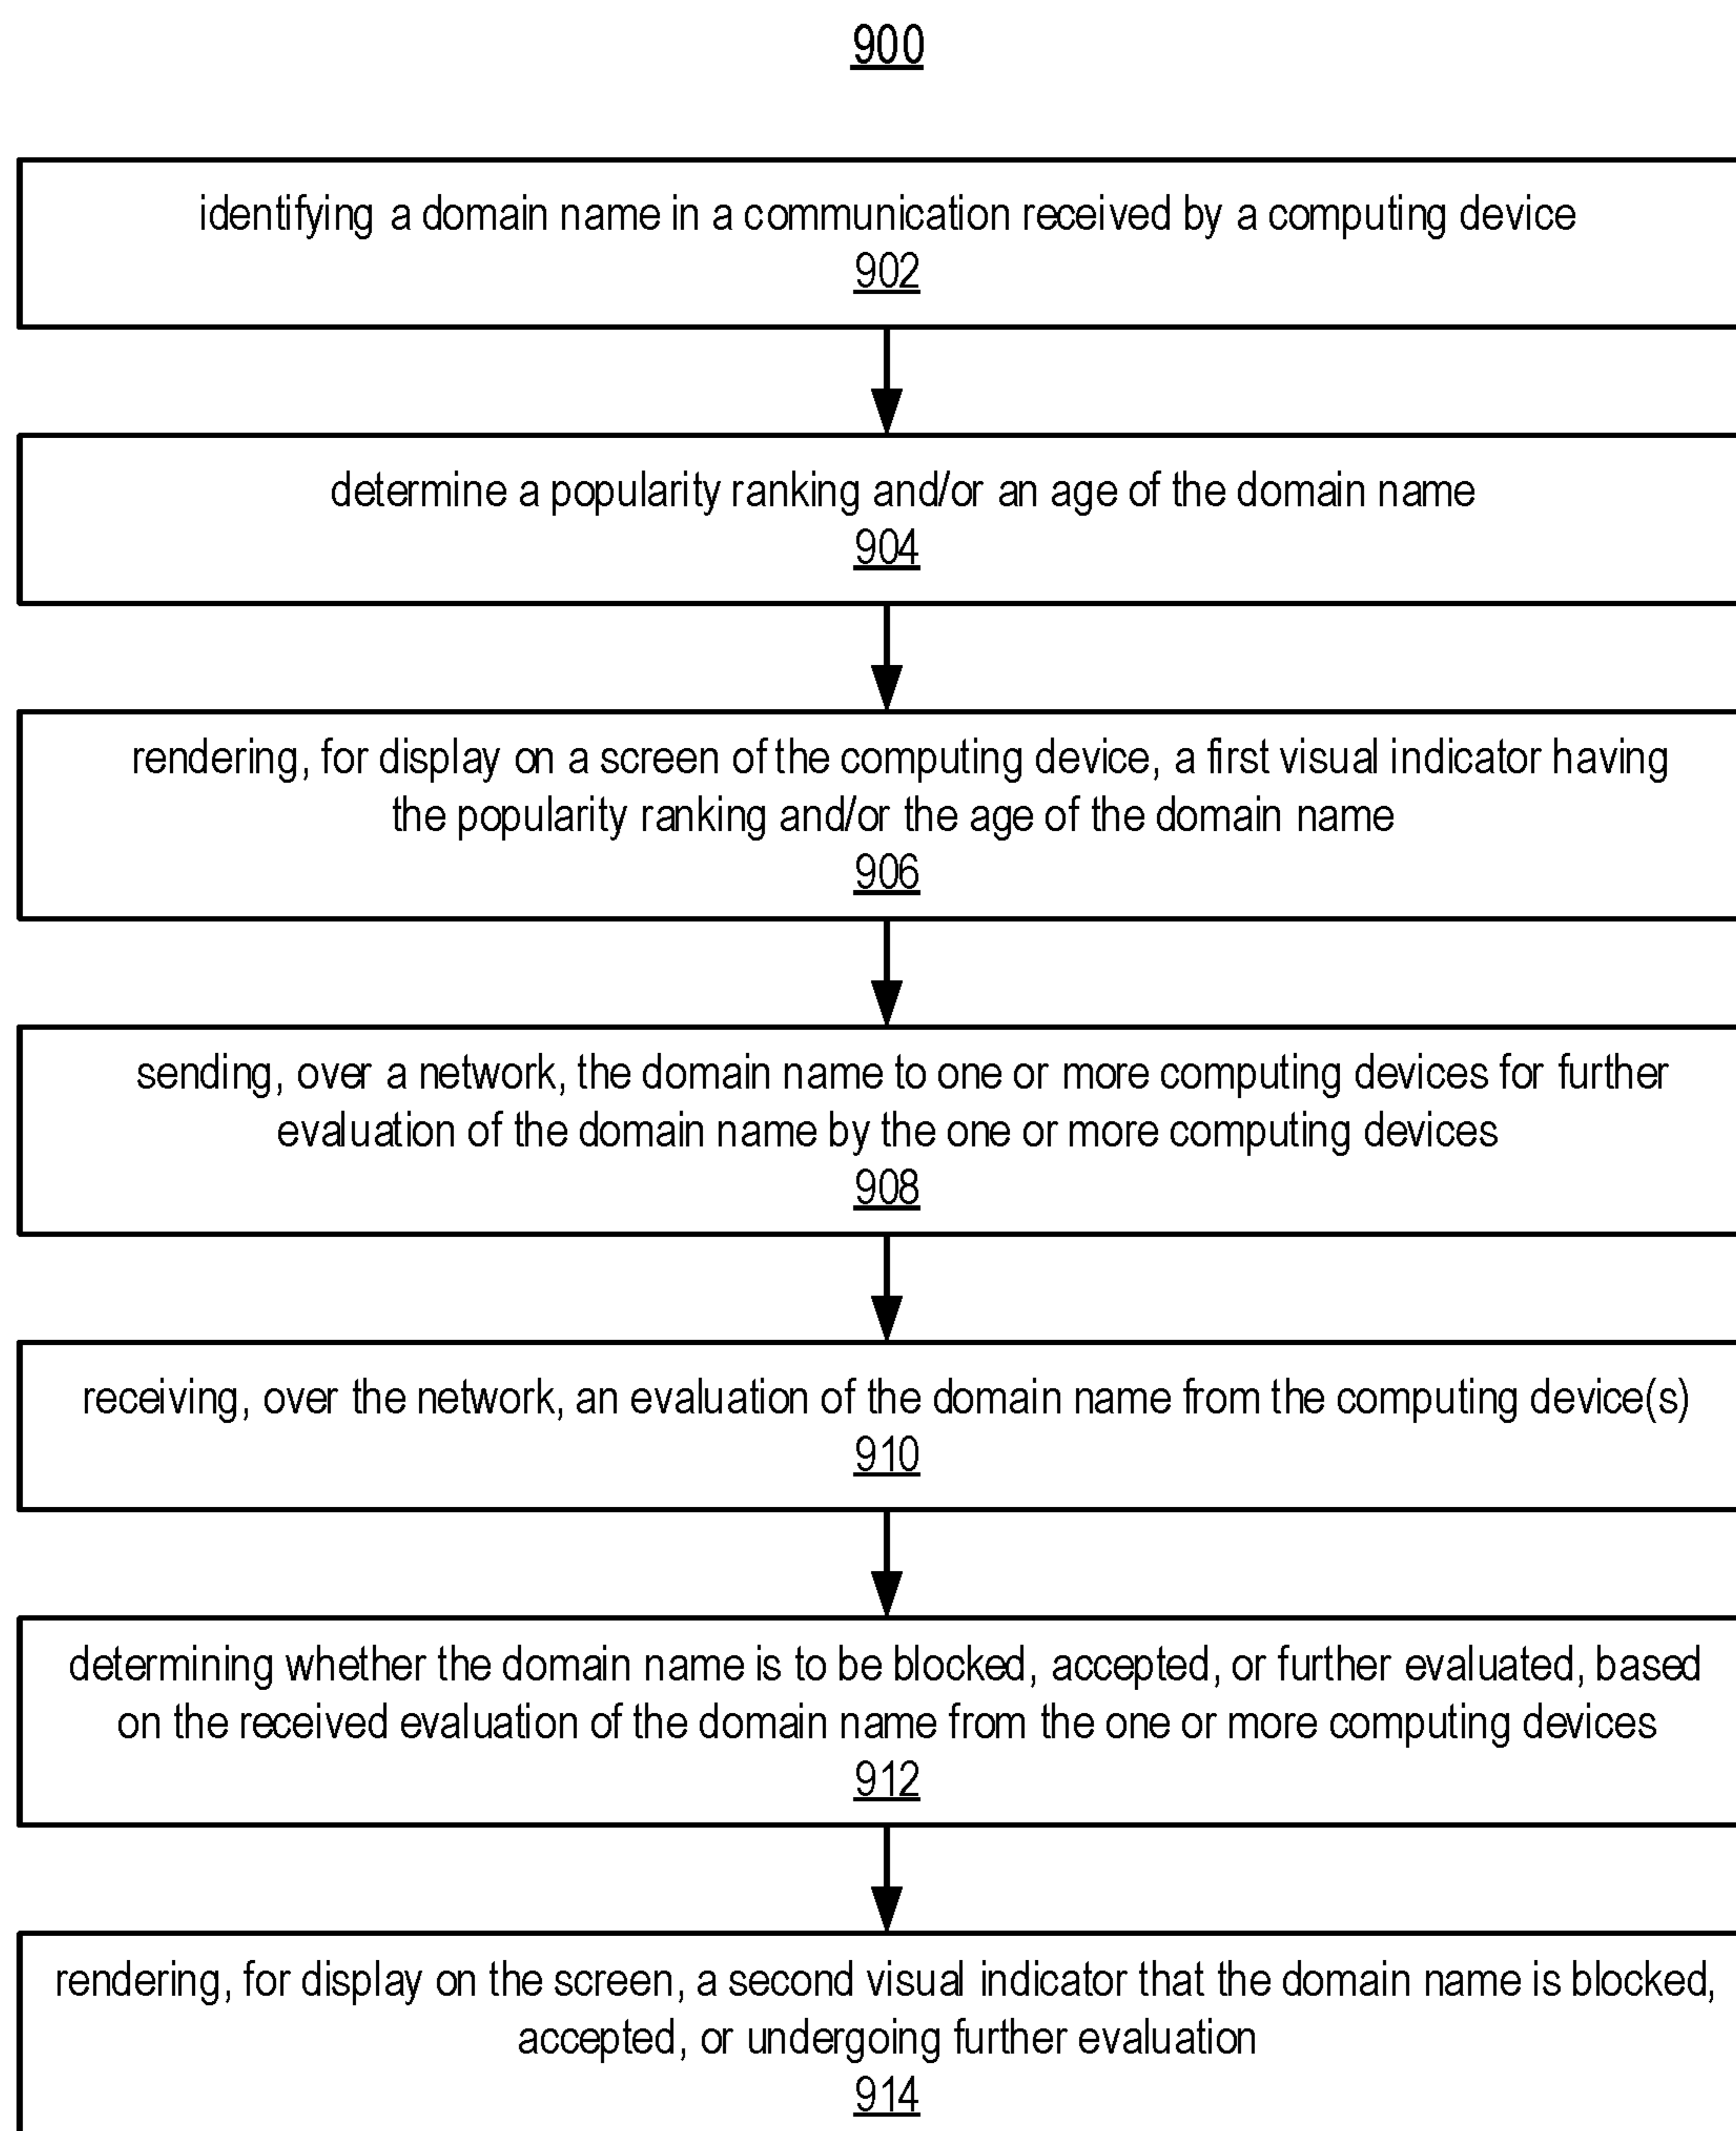 900
identifying a domain name in a communication received by a computing device
902
determine a popularity ranking and/or an age of the domain name
904
rendering, for display on a screen of the computing device, a first visual indicator having
the popularity ranking and/or the age of the domain name
906
sending, over a network, the domain name to one or more computing devices for further
evaluation of the domain name by the one or more computing devices
908
receiving, over the network, an evaluation of the domain name from the computing device(s)
910
determining whether the domain name is to be blocked, accepted, or further evaluated, based
on the received evaluation of the domain name from the one or more computing devices
912
rendering, for display on the screen, a second visual indicator that the domain name is blocked,
accepted, or undergoing further evaluation
914